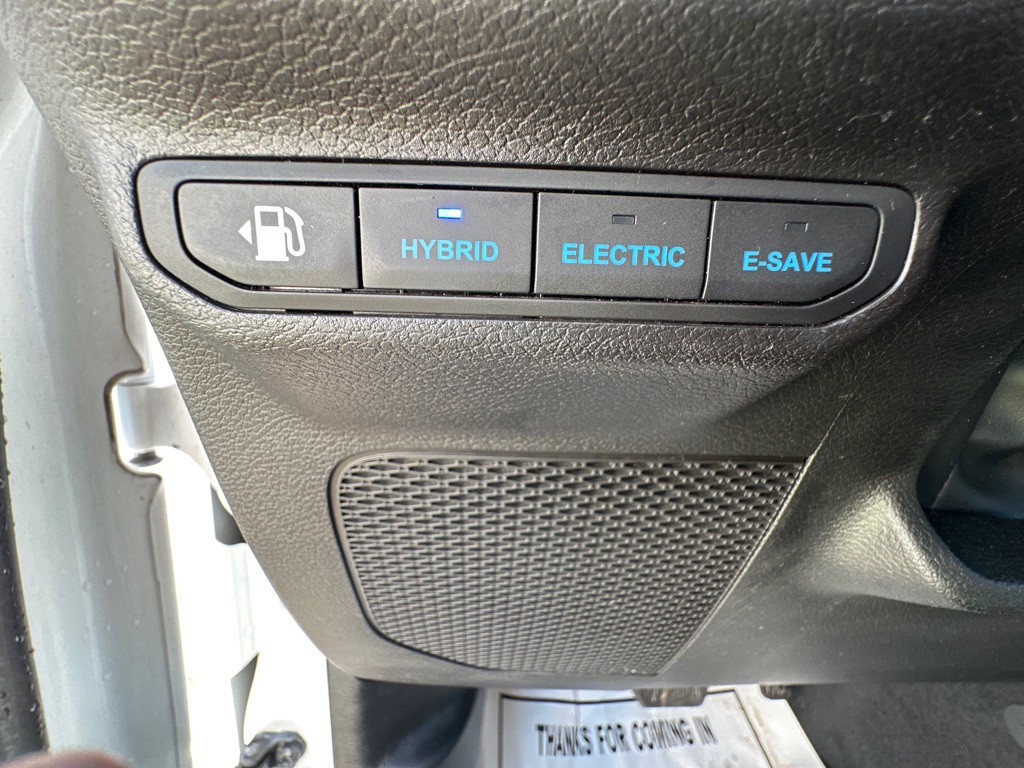 HYBRID
ELECTRIC
E-SAVE
THANKS FOR COMING IN